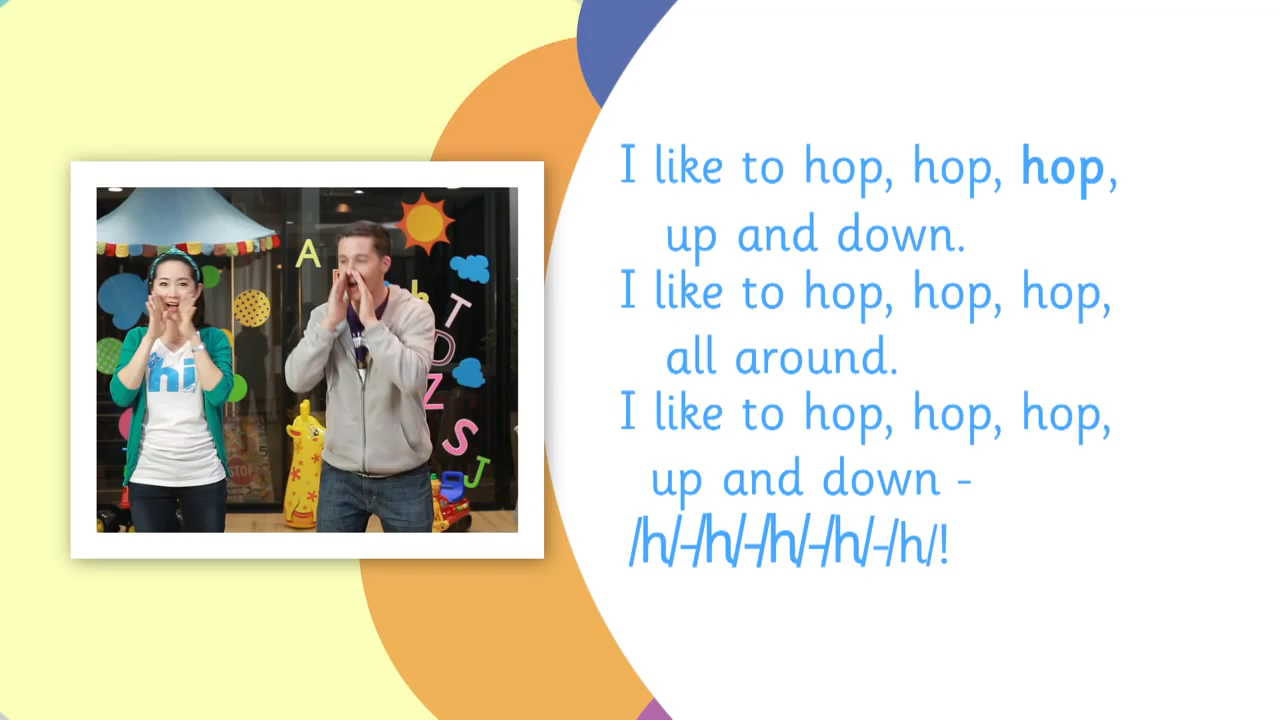 I like to hop, hop, hop,
up and down.
I like to hop, hop, hop,
all around.
I like to hop, hop, hop,
up and down -
/h/-/h/-/h/-/h/-/h/!
A
hi
b
T
D
Z
S
J
STOP